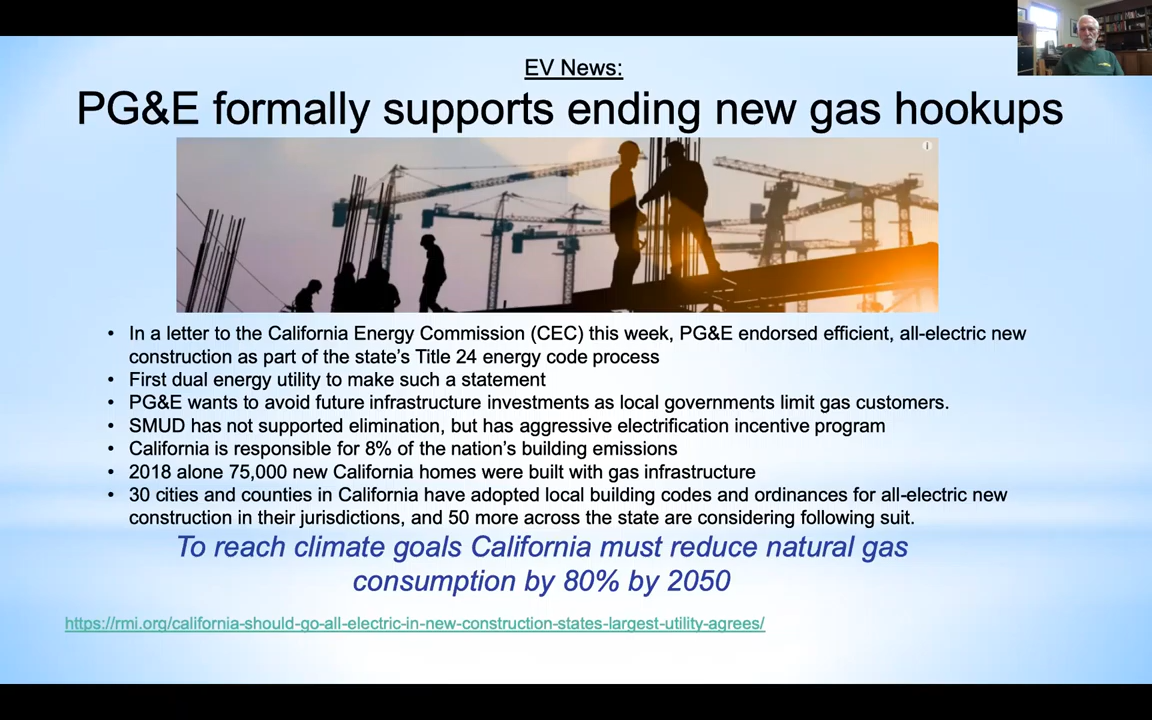 EV News:
PG&E formally supports ending new gas hookups
• In a letter to the California Energy Commission (CEC) this week, PG&E endorsed efficient, all-electric new
construction as part of the state's Title 24 energy code process
• First dual energy utility to make such a statement
• PG&E wants to avoid future infrastructure investments as local governments limit gas customers.
• SMUD has not supported elimination, but has aggressive electrification incentive program
• California is responsible for 8% of the nation's building emissions
• 2018 alone 75,000 new California homes were built with gas infrastructure
• 30 cities and counties in California have adopted local building codes and ordinances for all-electric new
construction in their jurisdictions, and 50 more across the state are considering following suit.
To reach climate goals California must reduce natural gas
consumption by 80% by 2050
https://rmi.org/california-should-go-all-electric-in-new-construction-states-largest-utility-agrees/